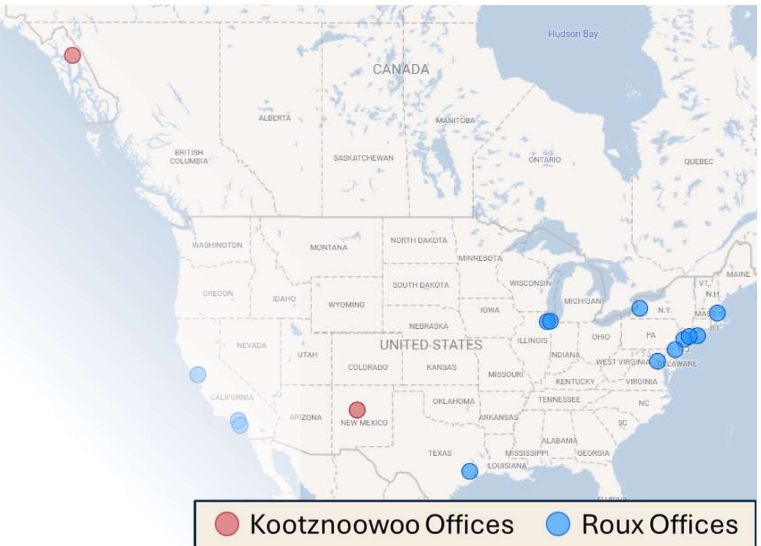 Hudson Bay
CANADA
ALBERTA
MANITOBA
BRITISH
COLUMBIA
SASKATCHEWAN
ONTARIO
QUEBEC
WASHINGTON
MONTANA
NORTH DAKOTA
MINNESOTA
MAINE
OREGON
IDAHO
SOUTH DAKOTA
WISCONSIN
MICHIGAN
VT.
N.H.
WYOMING
IOWA
N.Y.
NEBRASKA
NEVADA
UTAH
UNITED STATES
ILLINOIS
INDIANA
OHIO
PA
COLORADO
KANSAS
MISSOURI
WEST VIRGINIA
DELAWARE
KENTUCKY
VIRGINIA
CALIFORNIA
ARIZONA
NEW MEXICO
OKLAHOMA
ARKANSAS
TENNESSEE
NC
SC
TEXAS
MISSISSIPPI
ALABAMA
GEORGIA
LOUISIANA
Kootznoowoo Offices
Roux Offices